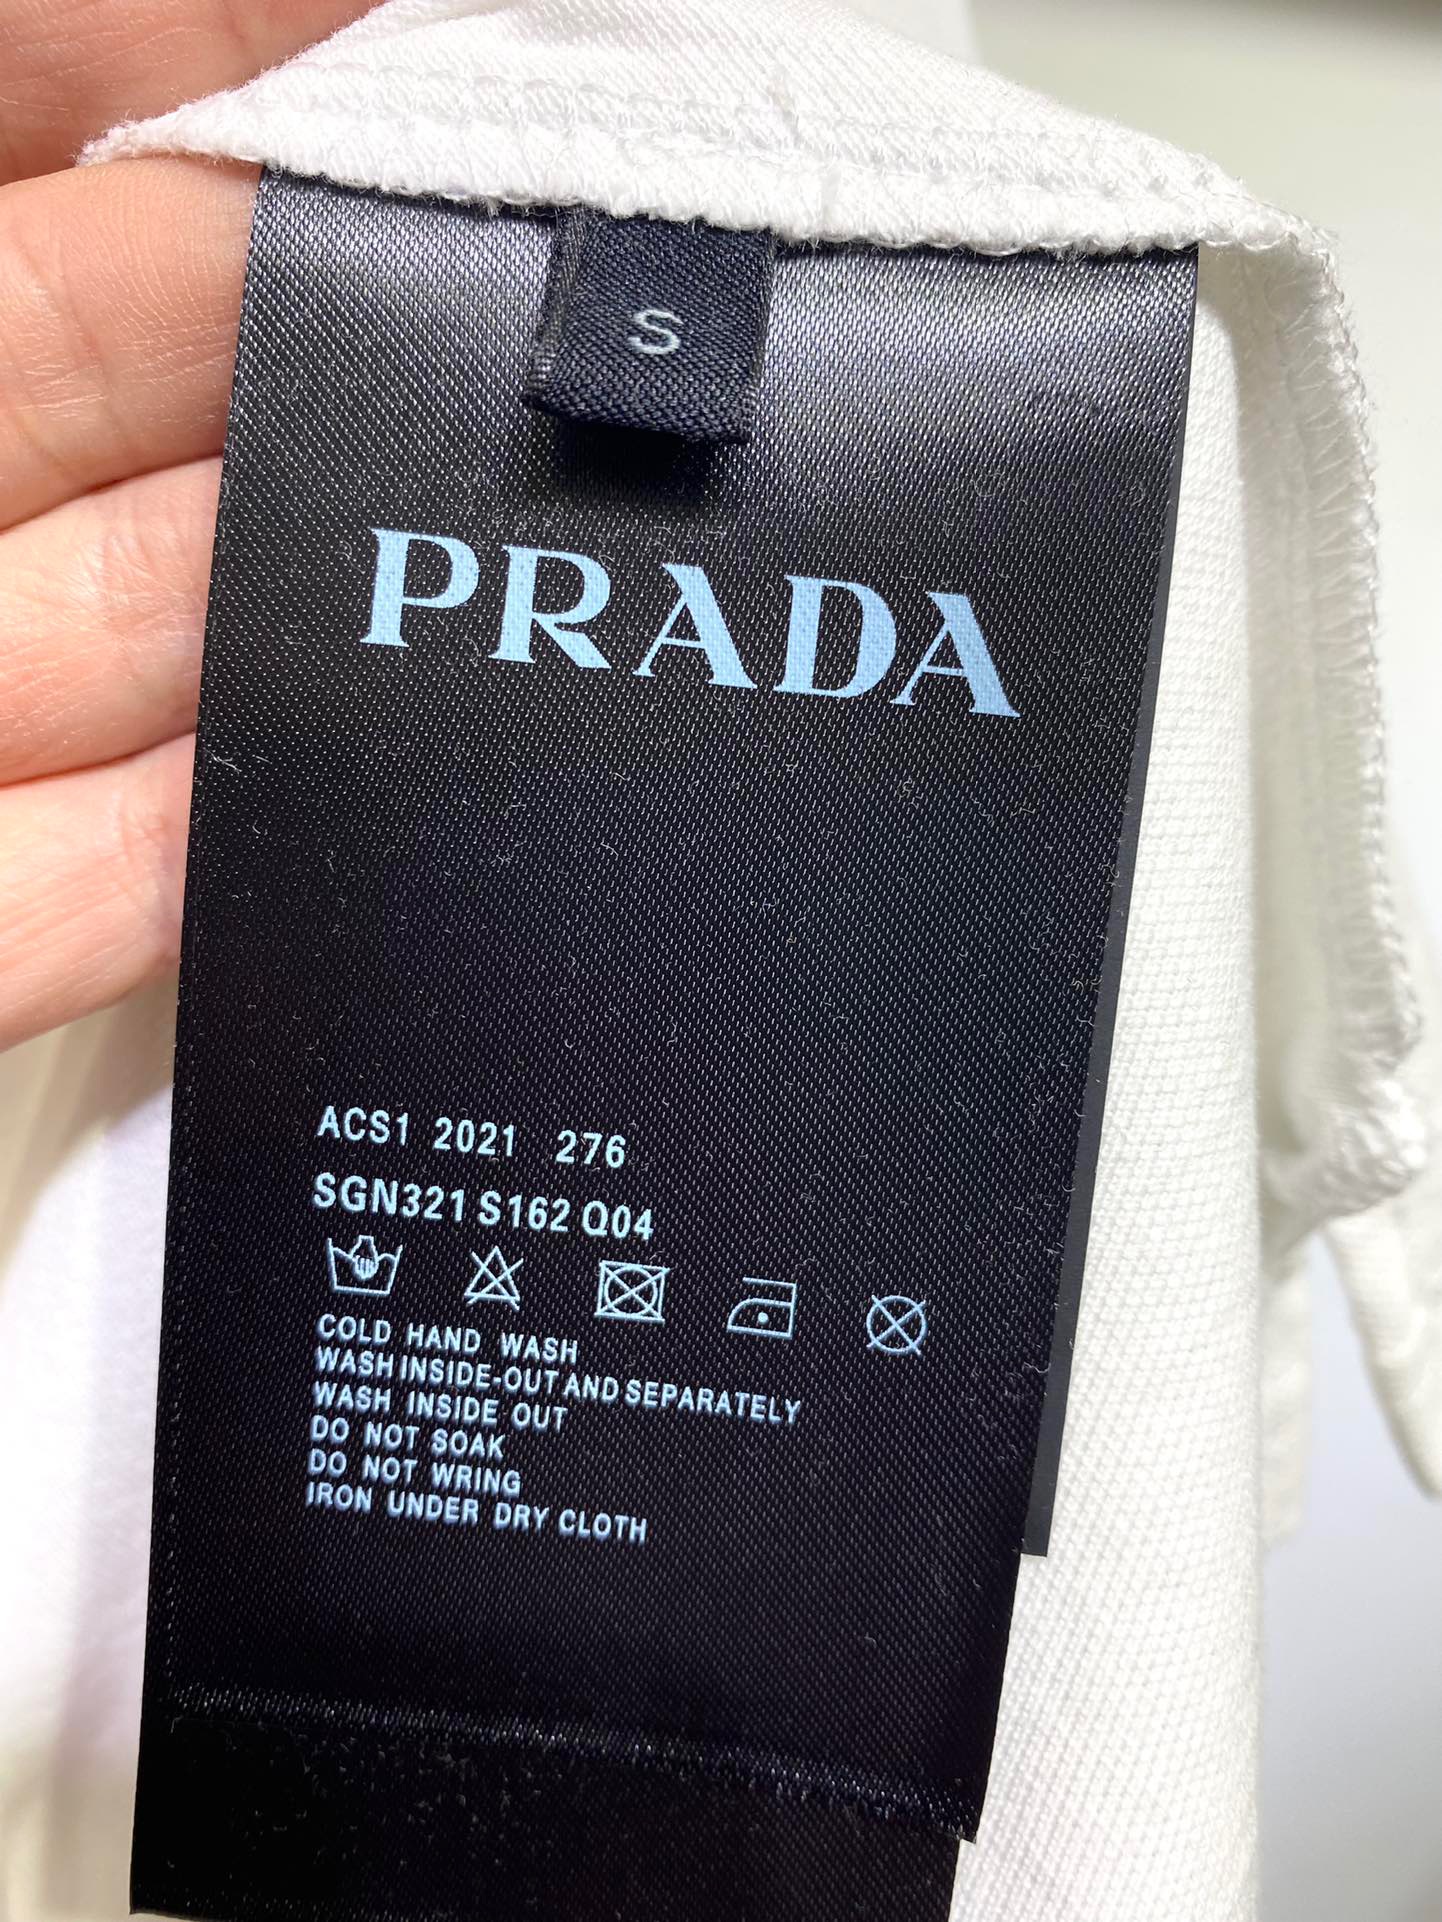 S
PRADA
ACS1 2021 276
SGN321 S162 Q04
COLD HAND WASH
WASH INSIDE-OUT AND SEPARATELY
WASH INSIDE OUT
DO NOT SOAK
DO NOT WRING
IRON UNDER DRY CLOTH